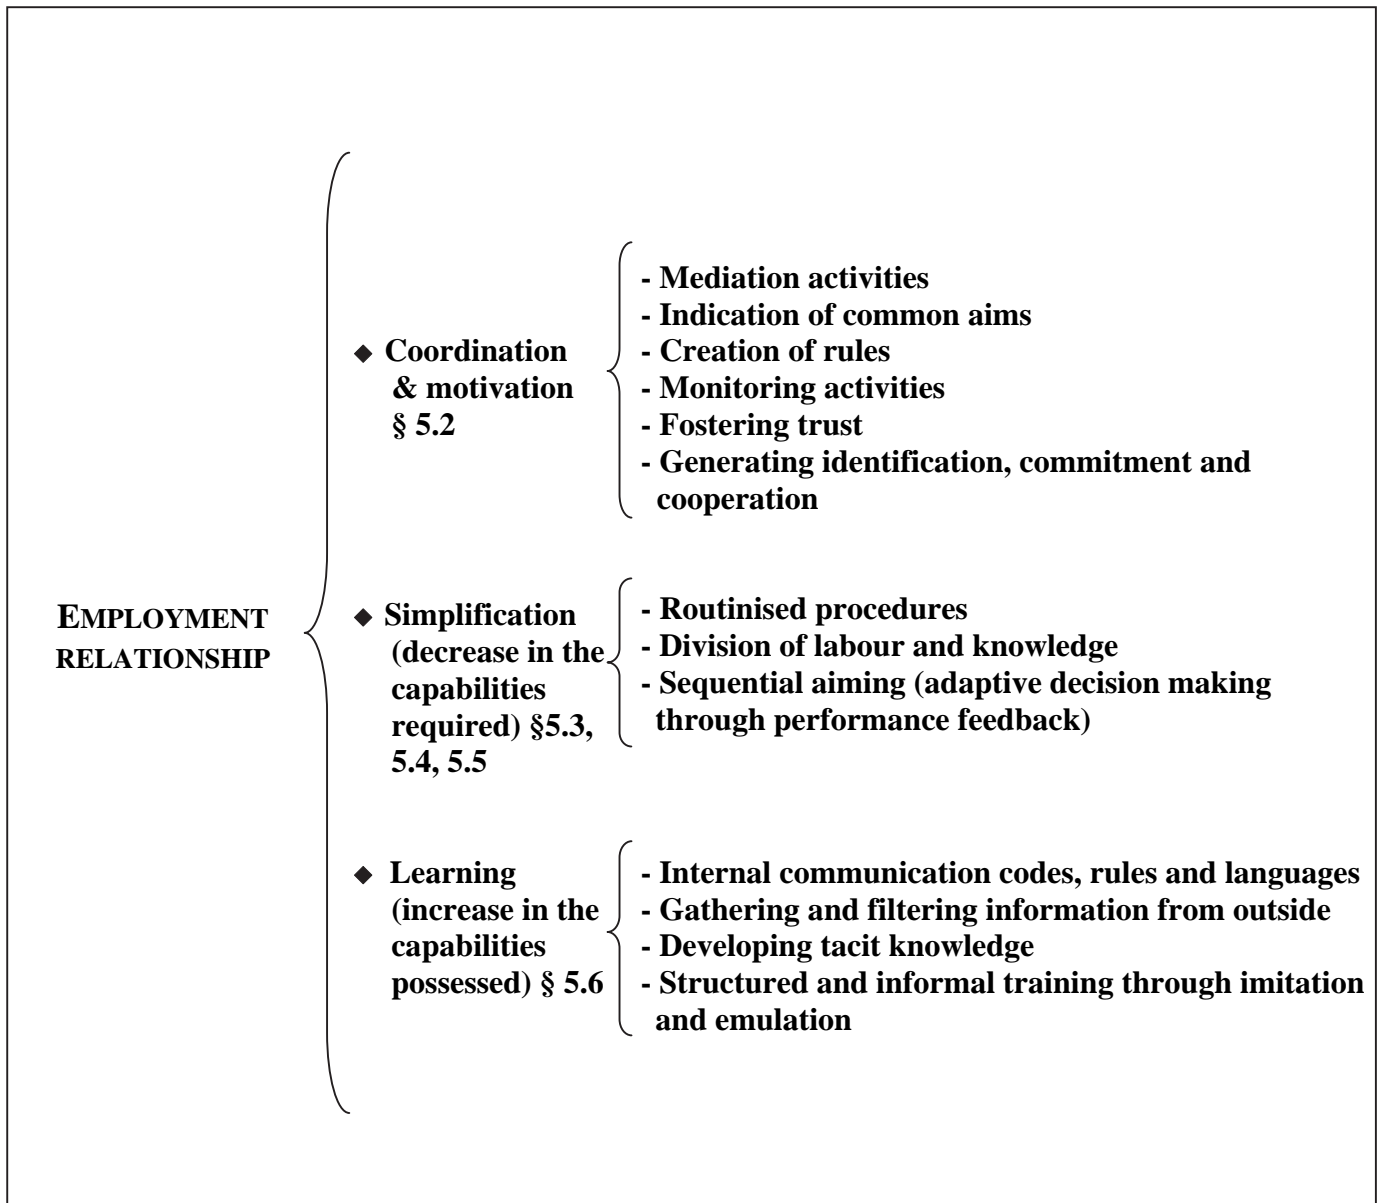 EMPLOYMENT
RELATIONSHIP
◆ Coordination
& motivation
§ 5.2
- Mediation activities
- Indication of common aims
- Creation of rules
- Monitoring activities
- Fostering trust
- Generating identification, commitment and
cooperation
◆ Simplification
(decrease in the
capabilities
required) §5.3,
5.4, 5.5
- Routinised procedures
- Division of labour and knowledge
- Sequential aiming (adaptive decision making
through performance feedback)
◆ Learning
(increase in the
capabilities
possessed) § 5.6
- Internal communication codes, rules and languages
- Gathering and filtering information from outside
- Developing tacit knowledge
- Structured and informal training through imitation
and emulation